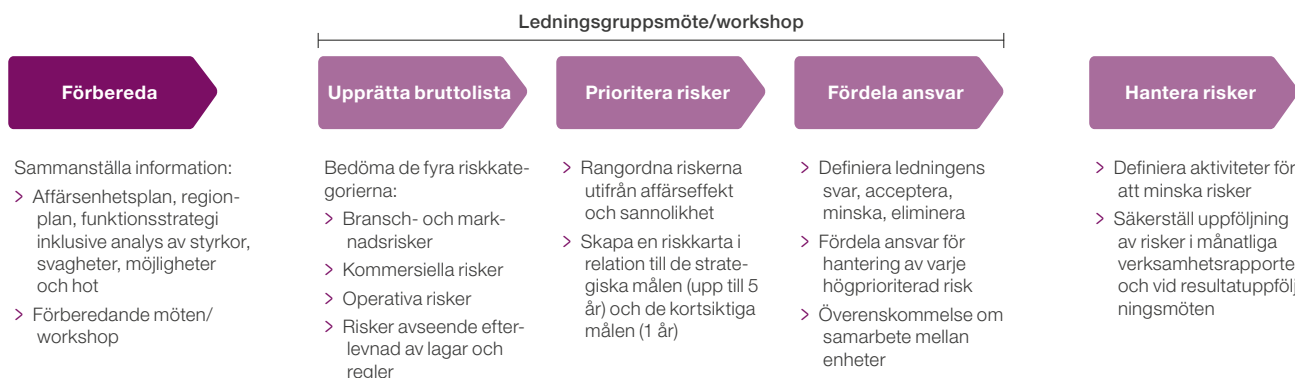 Ledningsgruppsmöte/workshop
Förbereda
Sammanställa information:
> Affärsenhetsplan, region-
plan, funktionsstrategi
inklusive analys av styrkor,
svagheter, möjligheter
och hot
> Förberedande möten/
workshop
Upprätta bruttolista
Bedöma de fyra riskkate-
gorierna:
> Bransch- och mark-
nadsrisker
> Kommersiella risker
> Operativa risker
> Risker avseende efter-
levnad av lagar och
regler
Prioritera risker
> Rangordna riskerna
utifrån affärseffekt
och sannolikhet
> Skapa en riskkarta i
relation till de strate-
giska målen (upp till 5
år) och de kortsiktiga
målen (1 år)
Fördela ansvar
> Definiera ledningens
svar, acceptera,
minska, eliminera
> Fördela ansvar för
hantering av varje
högprioriterad risk
> Överenskommelse om
samarbete mellan
enheter
Hantera risker
> Definiera aktiviteter för
att minska risker
> Säkerställ uppföljning
av risker i månatliga
verksamhetsrapporte
och vid resultatuppfölj
ningsmöten